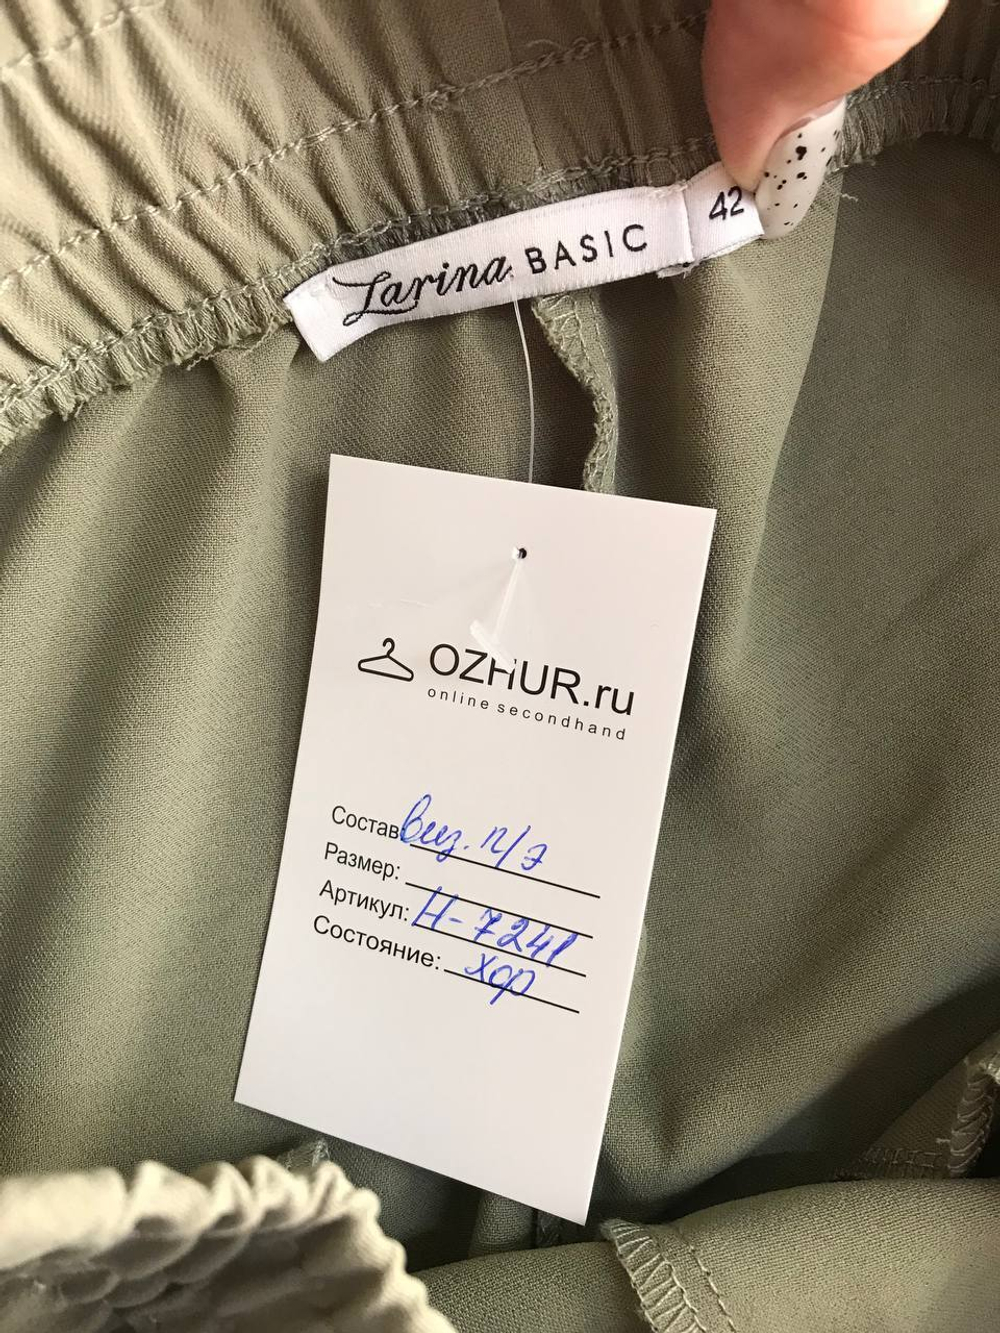 Larina BASIC 42
OZHUR.ru
online secondhand
Состав виз. п/э
Размер:
Артикул: Н-7241
Состояние: хор